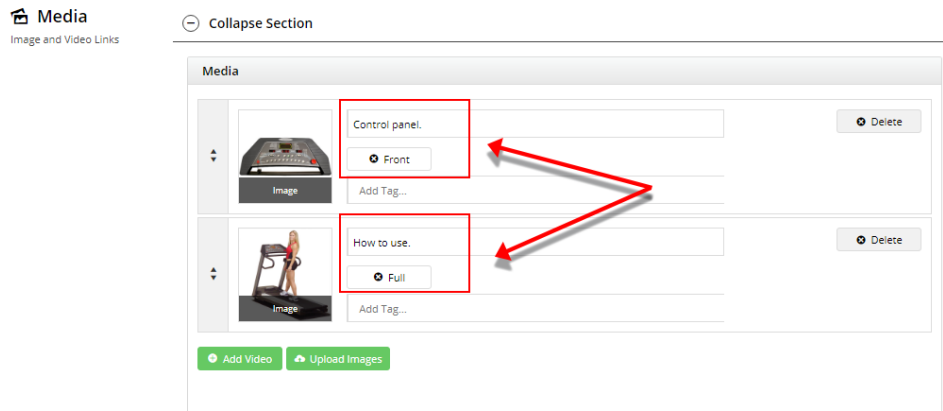 Media
Image and Video Links
Collapse Section
Media
Control panel.
Delete
Front
Image
Add Tag...
How to use.
Delete
Full
Image
Add Tag...
Add Video
Upload Images